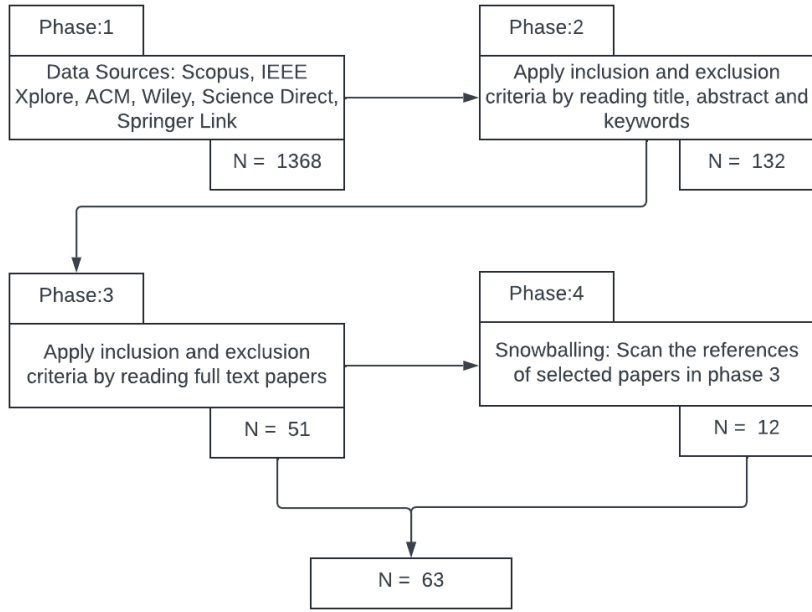 Phase:1
Data Sources: Scopus, IEEE
Xplore, ACM, Wiley, Science Direct,
Springer Link
N = 1368
Phase:2
Apply inclusion and exclusion
criteria by reading title, abstract and
keywords
N = 132
Phase:3
Apply inclusion and exclusion
criteria by reading full text papers
N = 51
Phase:4
Snowballing: Scan the references
of selected papers in phase 3
N = 12
N = 63